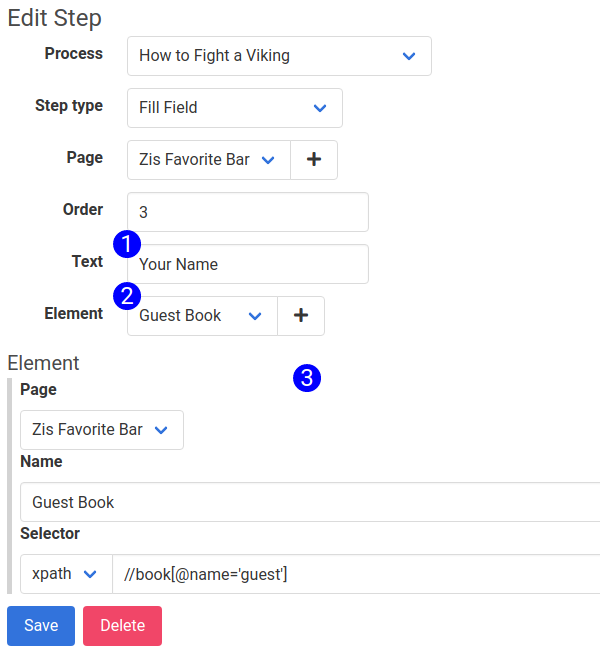 Edit Step
Process How to Fight a Viking
Step type Fill Field
Page Zis Favorite Bar +
Order 3
1
Text Your Name
2
Element Guest Book +
Element
3
Page
Zis Favorite Bar
Name
Guest Book
Selector
xpath //book[@name='guest']
Save Delete